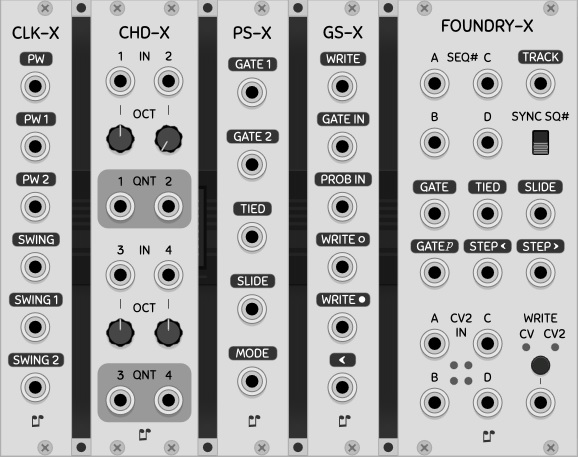 CLK-X
PW
PW 1
PW 2
SWING
SWING 1
SWING 2
CHD-X
1 IN 2
OCT
1 QNT 2
3 IN 4
OCT
3 QNT 4
PS-X
GATE 1
GATE 2
TIED
SLIDE
MODE
GS-X
WRITE
GATE IN
PROB IN
WRITE
WRITE
<
FOUNDRY-X
A SEQ# C TRACK
B D SYNC SQ#
GATE TIED SLIDE
GATE P STEP < STEP >
A CV2 C WRITE
IN CV CV2
B D